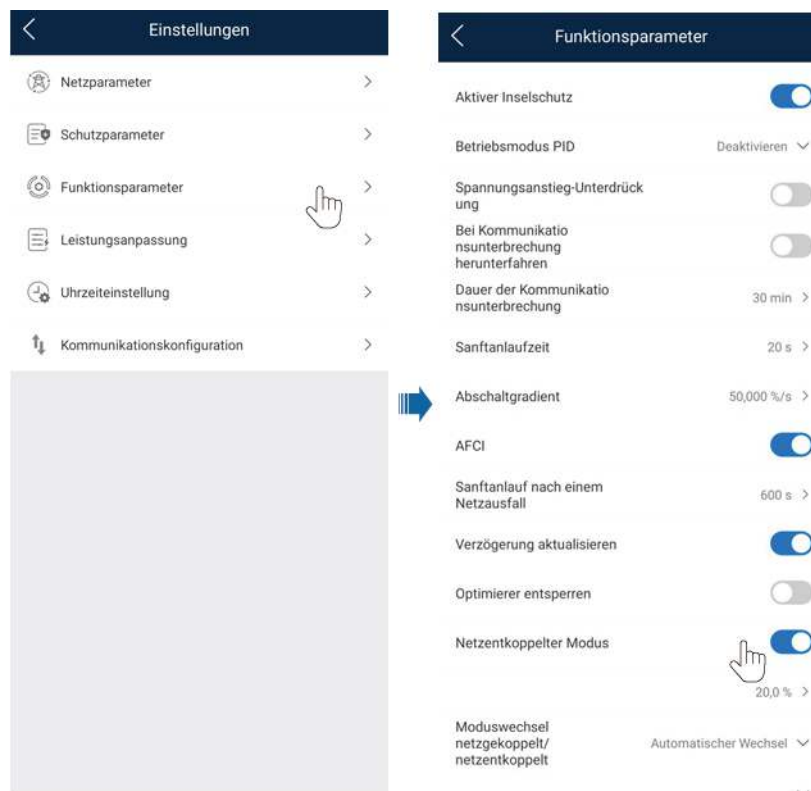 Einstellungen
Netzparameter
Schutzparameter
Funktionsparameter
Leistungsanpassung
Uhrzeiteinstellung
Kommunikationskonfiguration
Funktionsparameter
Aktiver Inselschutz
Betriebsmodus PID Deaktivieren
Spannungsanstieg-Unterdrück
ung
Bei Kommunikatio
nsunterbrechung
herunterfahren
Dauer der Kommunikatio
nsunterbrechung
30 min
Sanftanlaufzeit 20 s
Abschaltgradient 50,000 %/s
AFCI
Sanftanlauf nach einem
Netzausfall
600 s
Verzögerung aktualisieren
Optimierer entsperren
Netzentkoppelter Modus
20,0 %
Moduswechsel
netzgekoppelt/
netzentkoppelt
Automatischer Wechsel